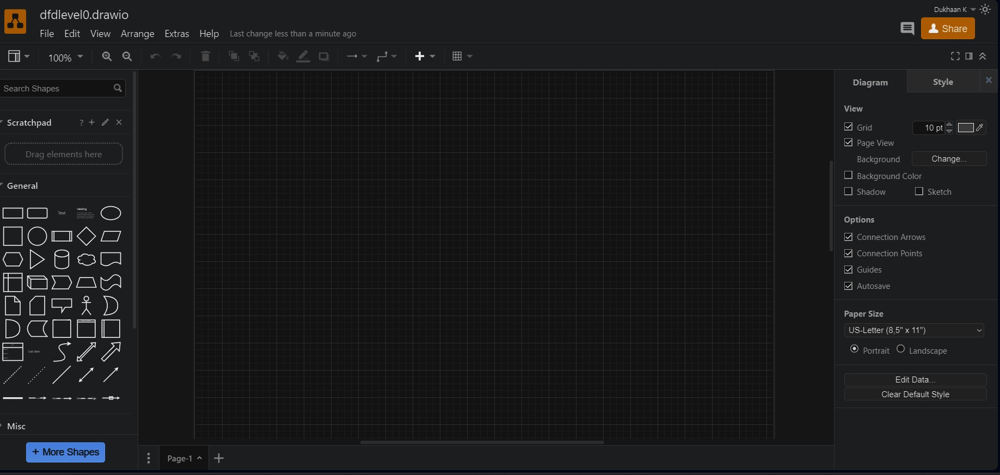 dfdlevel0.drawio
Dukhaan K
File Edit View Arrange Extras Help Last change less than a minute ago
Share
100%
Search Shapes
Scratchpad ? + 
Drag elements here
General
Text
Heading
List Item
Misc
+ More Shapes
Page-1
Diagram Style
View
Grid 10 pt
Page View
Background Change...
Background Color
Shadow Sketch
Options
Connection Arrows
Connection Points
Guides
Autosave
Paper Size
US-Letter (8,5" x 11")
Portrait Landscape
Edit Data...
Clear Default Style